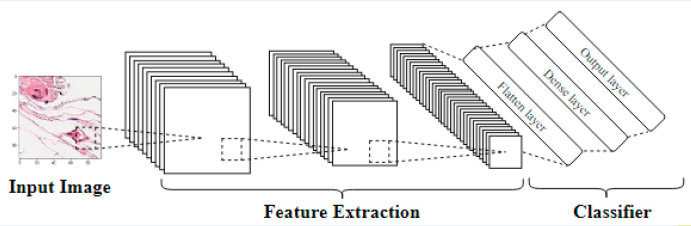 Input Image
Feature Extraction
Flatten layer
Dense layer
Output layer
Classifier